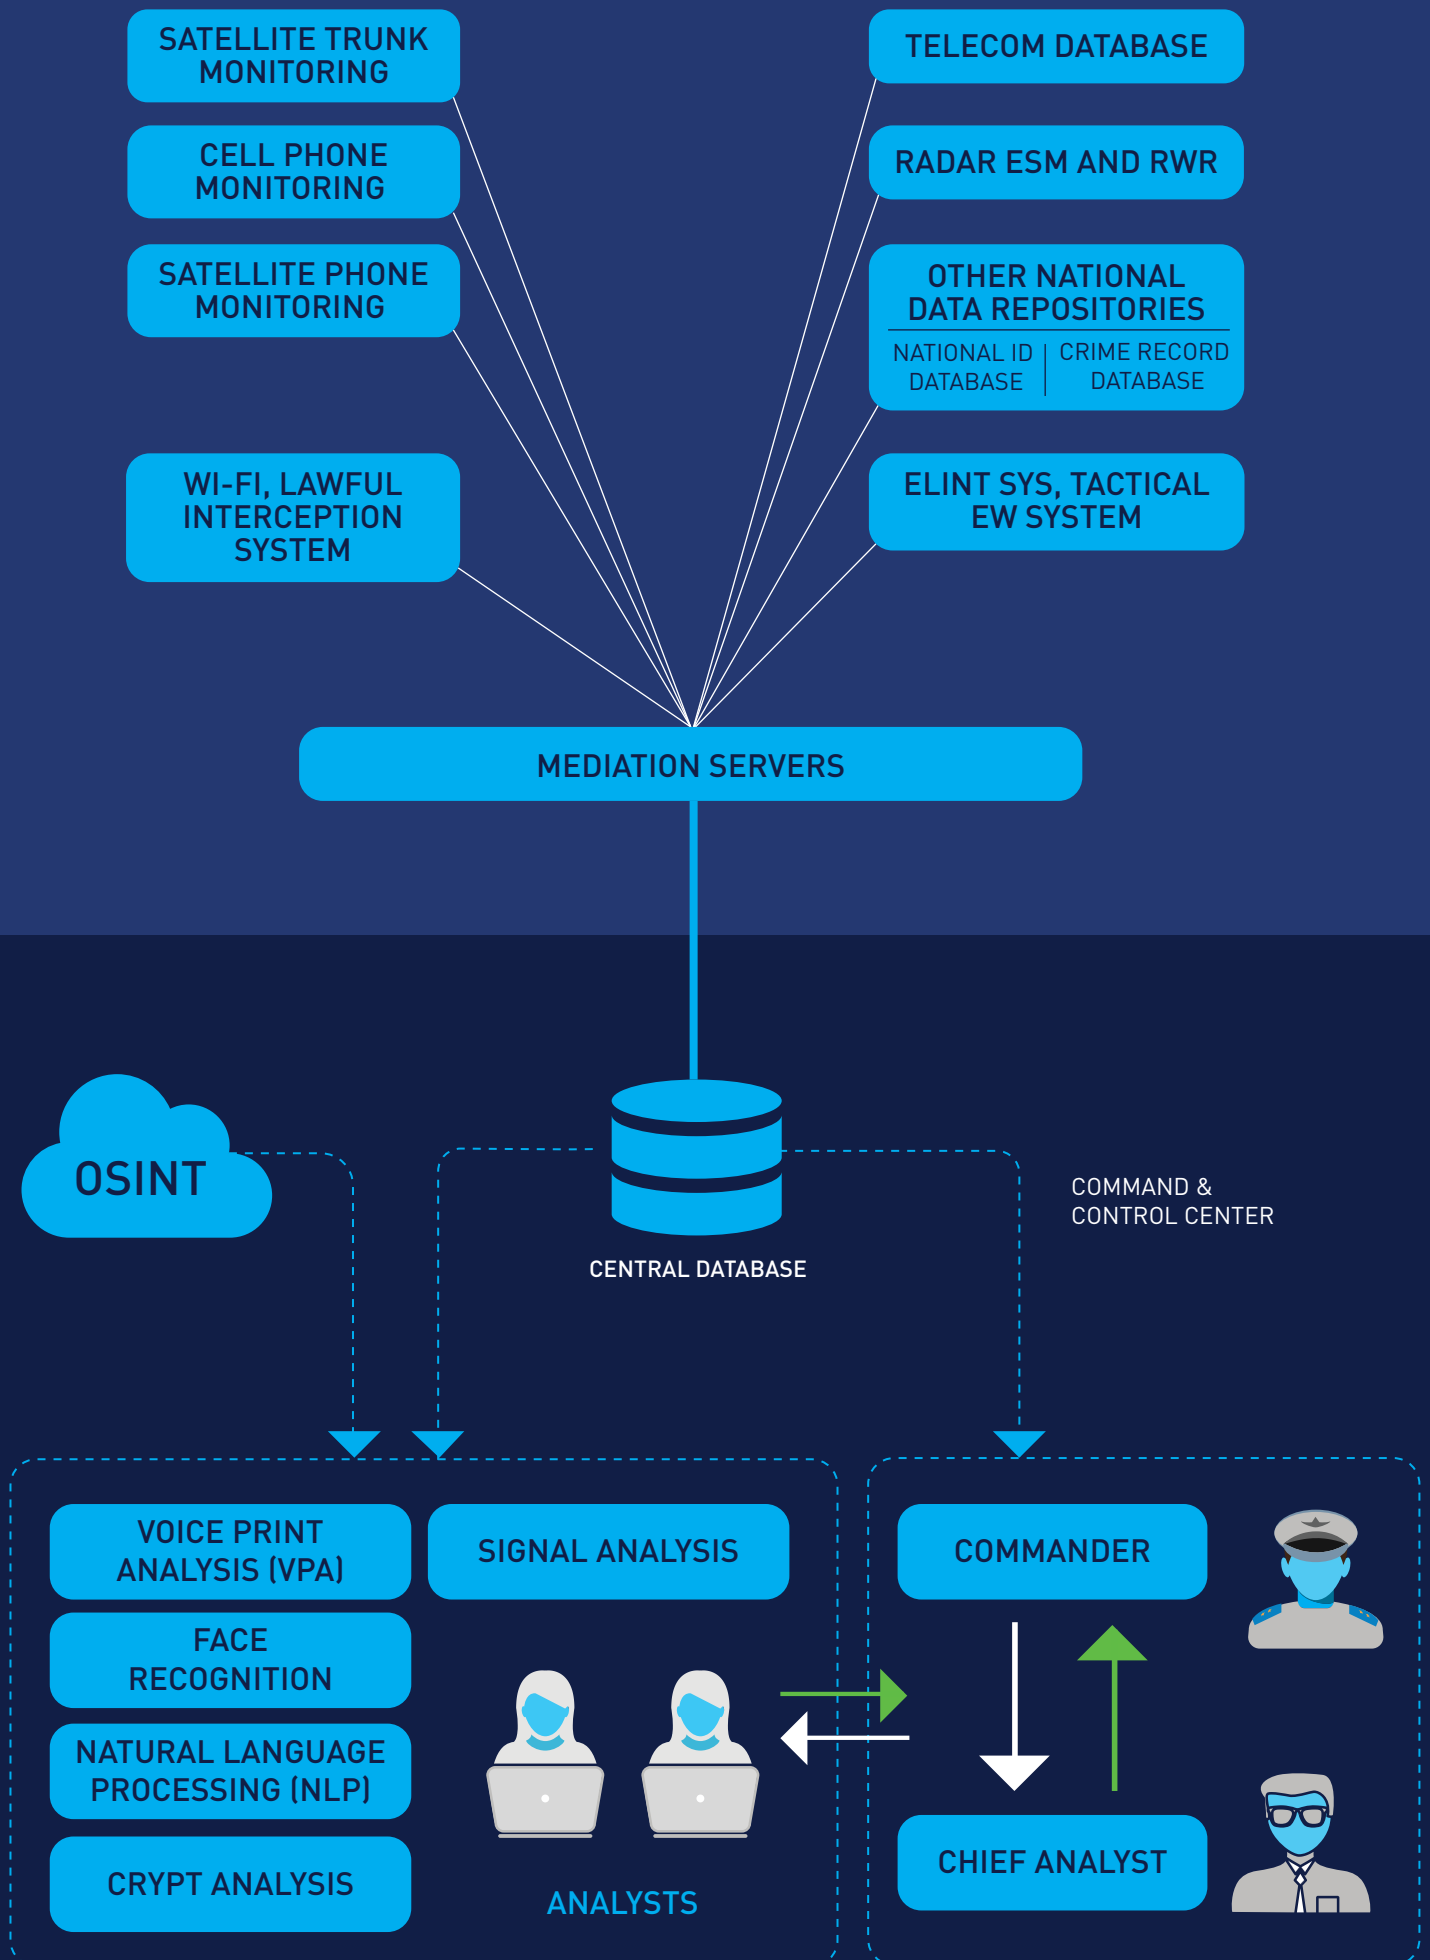 SATELLITE TRUNK
MONITORING
CELL PHONE
MONITORING
SATELLITE PHONE
MONITORING
WI-FI, LAWFUL
INTERCEPTION
SYSTEM
TELECOM DATABASE
RADAR ESM AND RWR
OTHER NATIONAL
DATA REPOSITORIES
NATIONAL ID
DATABASE
CRIME RECORD
DATABASE
ELINT SYS, TACTICAL
EW SYSTEM
MEDIATION SERVERS
OSINT
CENTRAL DATABASE
COMMAND &
CONTROL CENTER
VOICE PRINT
ANALYSIS (VPA)
FACE
RECOGNITION
NATURAL LANGUAGE
PROCESSING (NLP)
CRYPT ANALYSIS
SIGNAL ANALYSIS
ANALYSTS
COMMANDER
CHIEF ANALYST